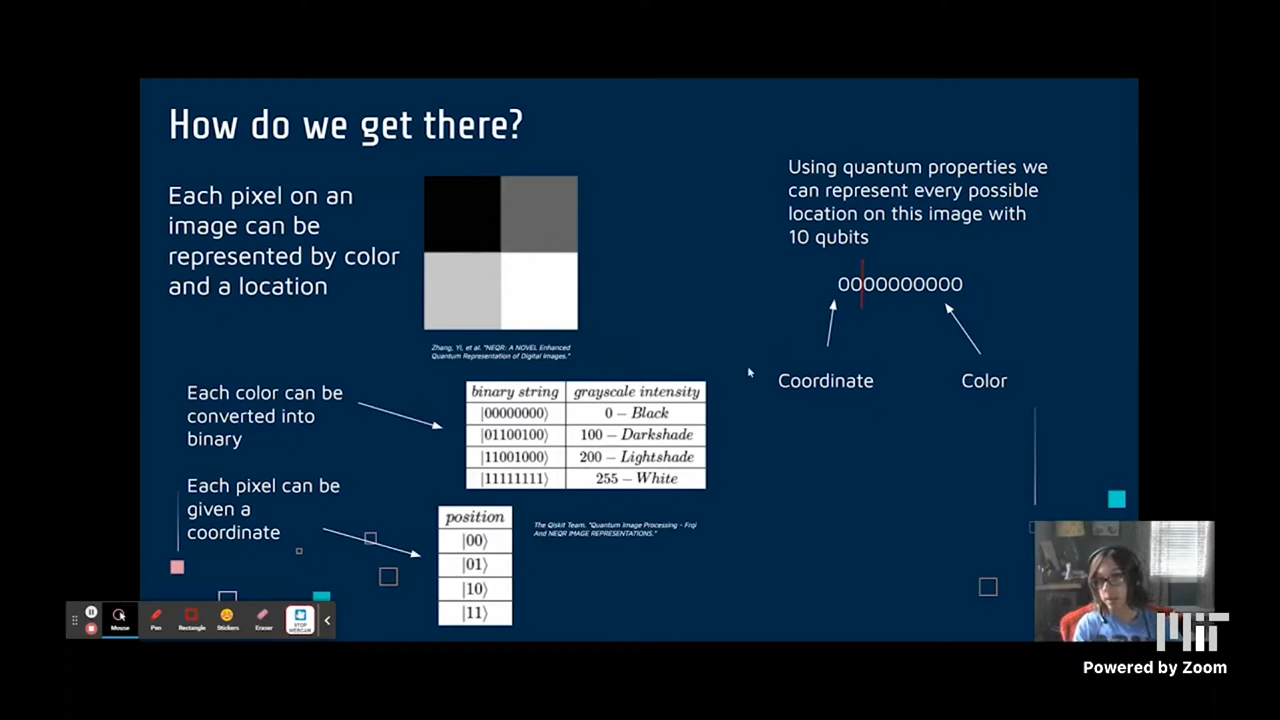 How do we get there?
Each pixel on an
image can be
represented by color
and a location
Zhang, Yi, et al. "NEQR: A NOVEL Enhanced
Quantum Representation of Digital Images."
Using quantum properties we
can represent every possible
location on this image with
10 qubits
0000000000
Coordinate
Color
Each color can be
converted into
binary
binary string grayscale intensity
|00000000⟩ 0 – Black
|01100100⟩ 100 – Darkshade
|11001000⟩ 200 – Lightshade
|11111111⟩ 255 – White
Each pixel can be
given a
coordinate
position
|00⟩
|01⟩
|10⟩
|11⟩
The Qiskit Team. "Quantum Image Processing - Frqi
And NEQR IMAGE REPRESENTATIONS."
Mouse Pen Rectangle Stickers Eraser STOP WEBCAM
MIT
Powered by Zoom